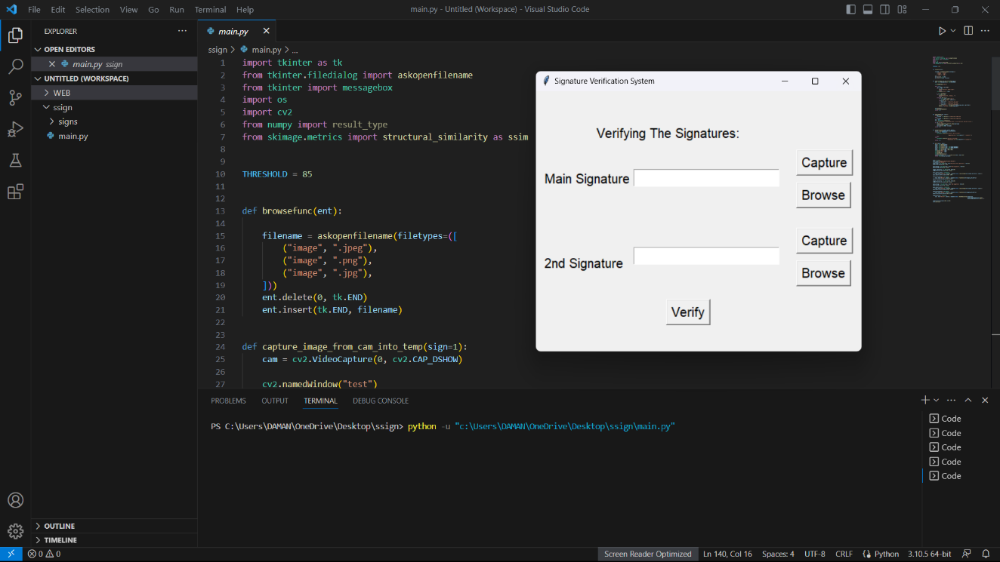 File Edit Selection View Go Run Terminal Help
main.py - Untitled (Workspace) - Visual Studio Code
EXPLORER
OPEN EDITORS
main.py ssign
UNTITLED (WORKSPACE)
WEB
ssign
signs
main.py
OUTLINE
TIMELINE
main.py
ssign > main.py > ...
1 import tkinter as tk
2 from tkinter.filedialog import askopenfilename
3 from tkinter import messagebox
4 import os
5 import cv2
6 from numpy import result_type
7 from skimage.metrics import structural_similarity as ssim
8
9
10 THRESHOLD = 85
11
12
13 def browsefunc(ent):
14
15 filename = askopenfilename(filetypes=([
16 ("image", ".jpeg"),
17 ("image", ".png"),
18 ("image", ".jpg"),
19 ]))
20 ent.delete(0, tk.END)
21 ent.insert(tk.END, filename)
22
23
24 def capture_image_from_cam_into_temp(sign=1):
25 cam = cv2.VideoCapture(0, cv2.CAP_DSHOW)
26
27 cv2.namedWindow("test")
Signature Verification System
Verifying The Signatures:
Capture
Main Signature
Browse
Capture
2nd Signature
Browse
Verify
PROBLEMS OUTPUT TERMINAL DEBUG CONSOLE
PS C:\Users\DAMAN\OneDrive\Desktop\ssign> python -u "c:\Users\DAMAN\OneDrive\Desktop\ssign\main.py"
Code
Code
Code
Code
Code
0 0
Screen Reader Optimized Ln 140, Col 16 Spaces: 4 UTF-8 CRLF Python 3.10.5 64-bit